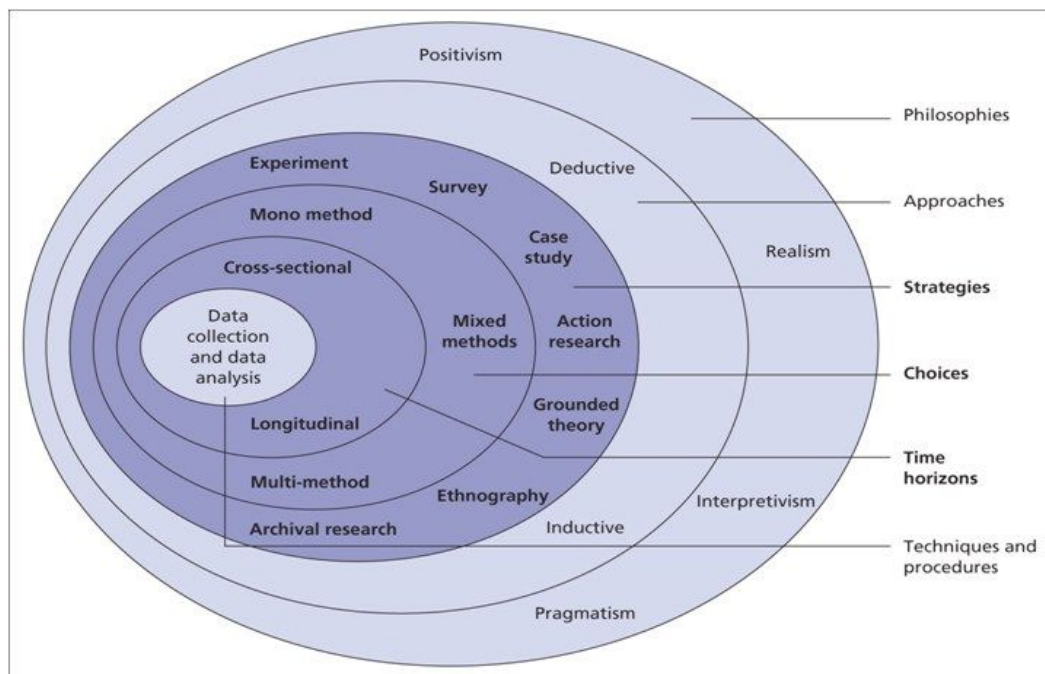 Positivism
Philosophies
Experiment
Deductive
Survey
Approaches
Mono method
Case
study
Realism
Cross-sectional
Strategies
Data
collection
and data
analysis
Mixed
methods
Action
research
Choices
Longitudinal
Grounded
theory
Time
horizons
Multi-method
Ethnography
Interpretivism
Archival research
Inductive
Techniques and
procedures
Pragmatism